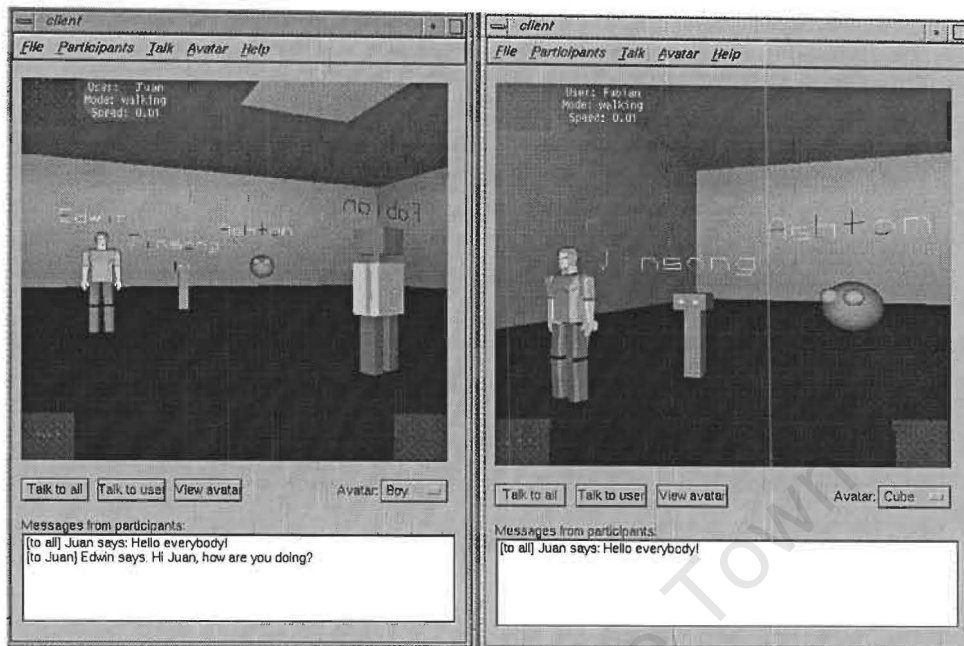 client
File Participants Talk Avatar Help
User: Juan
Mode: walking
Speed: 0.01
Edwin
Jinsong
Ashton
Fabian
Talk to all Talk to user View avatar Avatar: Boy
Messages from participants:
[to all] Juan says: Hello everybody!
[to Juan] Edwin says. Hi Juan, how are you doing?
client
File Participants Talk Avatar Help
User: Fabian
Mode: walking
Speed: 0.01
Jinsong
Ashton
Talk to all Talk to user View avatar Avatar: Cube
Messages from participants:
[to all] Juan says: Hello everybody!
Town